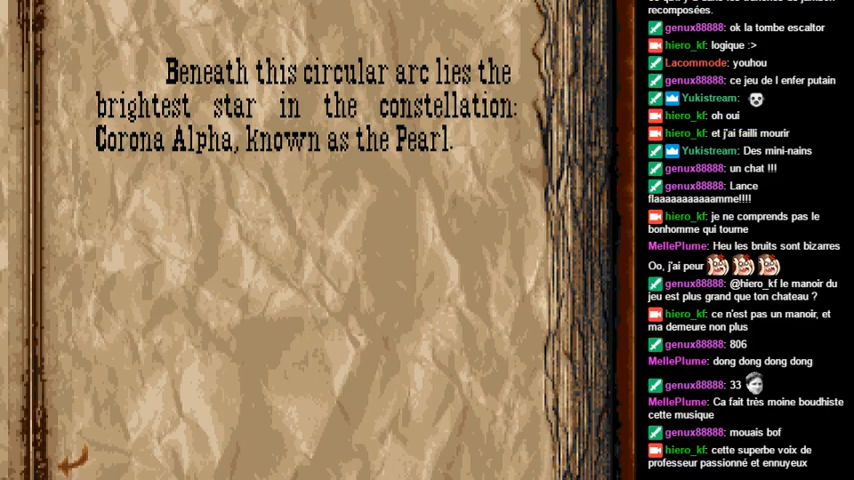 Beneath this circular arc lies the
brightest star in the constellation:
Corona Alpha, known as the Pearl.
recomposées.
genux88888: ok la tombe escaltor
hiero_kf: logique :>
Lacommode: youhou
genux88888: ce jeu de l enfer putain
Yukistream:
hiero_kf: oh oui
hiero_kf: et j'ai failli mourir
Yukistream: Des mini-nains
genux88888: un chat !!!
genux88888: Lance
flaaaaaaaaaamme!!!!
hiero_kf: je ne comprends pas le
bonhomme qui tourne
MellePlume: Heu les bruits sont bizarres
Oo, j'ai peur
genux88888: @hiero_kf le manoir du
jeu est plus grand que ton chateau ?
hiero_kf: ce n'est pas un manoir, et
ma demeure non plus
genux88888: 806
MellePlume: dong dong dong dong
genux88888: 33
MellePlume: Ca fait très moine boudhiste
cette musique
genux88888: mouais bof
hiero_kf: cette superbe voix de
professeur passionné et ennuyeux